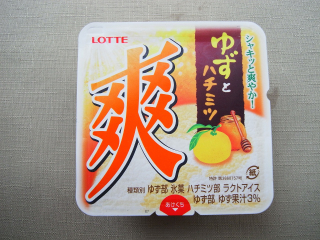 LOTTE
シャキッと爽やか!
ゆずと
ハチミツ
爽
紙
種類別 ゆず部 氷菓 ハチミツ部 ラクトアイス
ゆず部 ゆず果汁3%
あけくち